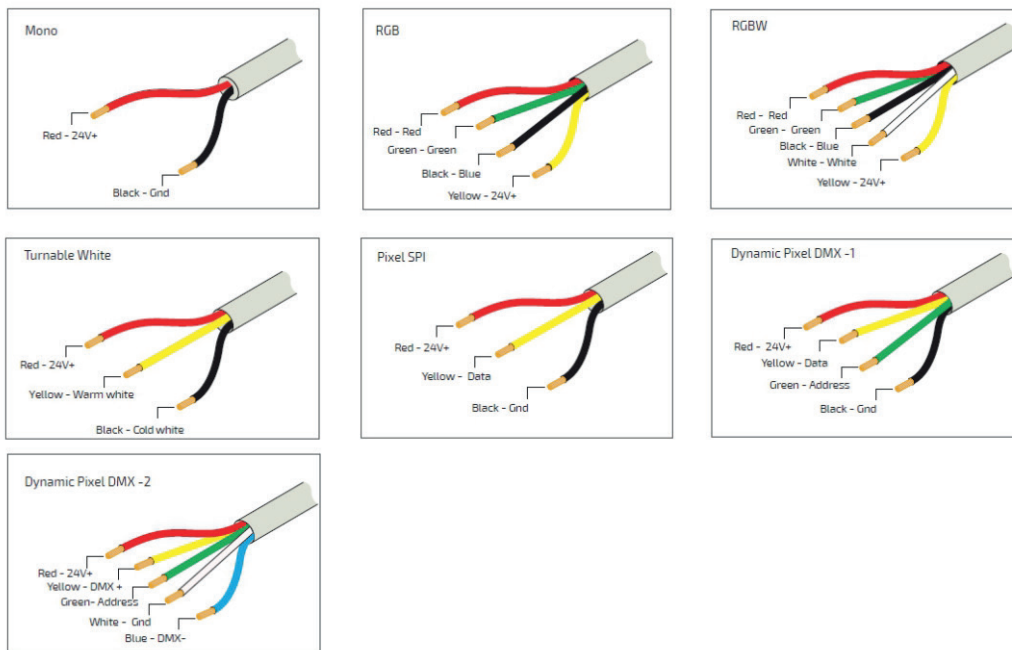 Mono
Red - 24V+
Black - Gnd
RGB
Red - Red
Green - Green
Black - Blue
Yellow - 24V+
RGBW
Red - Red
Green - Green
Black - Blue
White - White
Yellow - 24V+
Turnable White
Red - 24V+
Yellow - Warm white
Black - Cold white
Pixel SPI
Red - 24V+
Yellow - Data
Black - Gnd
Dynamic Pixel DMX -1
Red - 24V+
Yellow - Data
Green - Address
Black - Gnd
Dynamic Pixel DMX -2
Red - 24V+
Yellow - DMX +
Green- Address
White - Gnd
Blue - DMX-